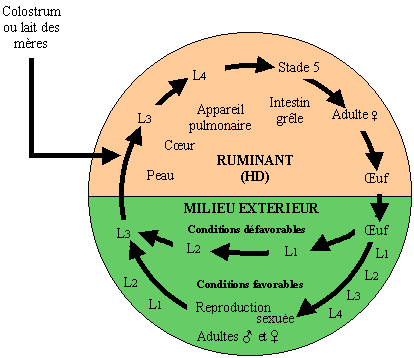 Colostrum
ou lait des
mères
L4
Stade 5
L3
Appareil
pulmonaire
Intestin
grêle
Adulte ♀
Cœur
Peau
RUMINANT
(HD)
Œuf
MILIEU EXTERIEUR
L3
Conditions défavorables
Œuf
L2
L1
L1
L2
L3
L4
Conditions favorables
L2
L1
Reproduction
sexuée
Adultes ♂ et ♀